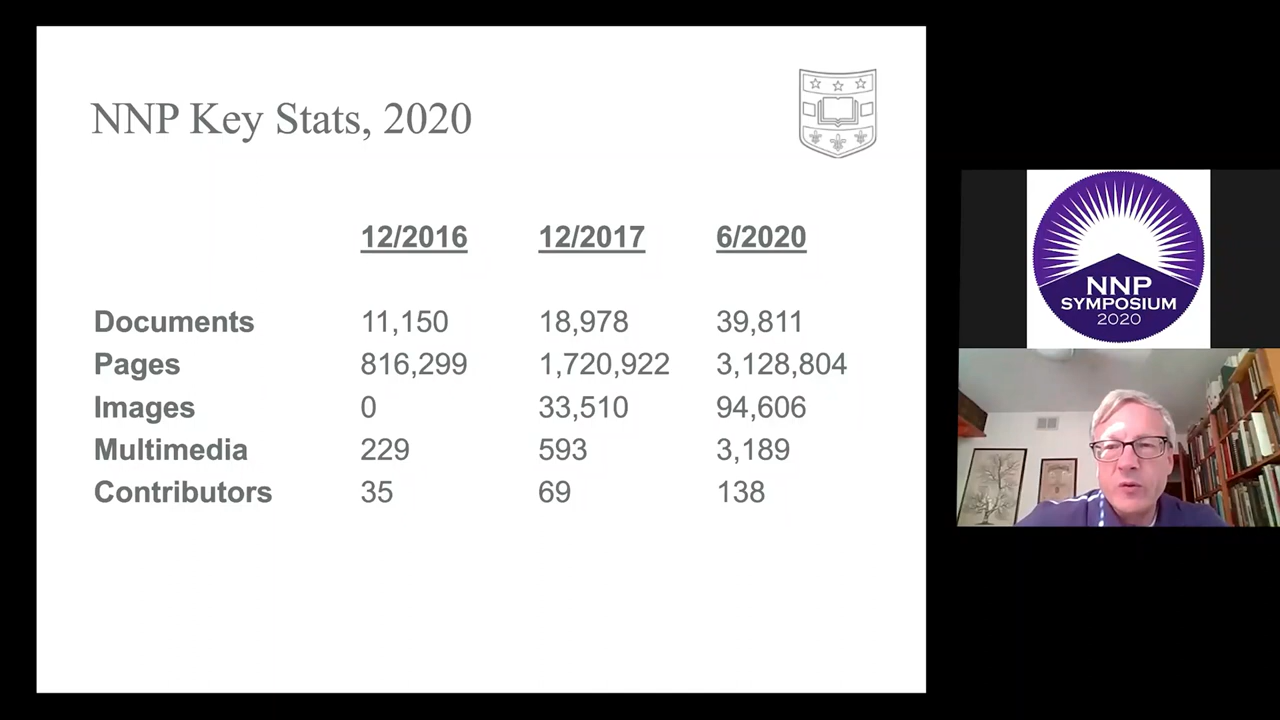 NNP Key Stats, 2020
12/2016 12/2017 6/2020
Documents 11,150 18,978 39,811
Pages 816,299 1,720,922 3,128,804
Images 0 33,510 94,606
Multimedia 229 593 3,189
Contributors 35 69 138
NNP
SYMPOSIUM
2020